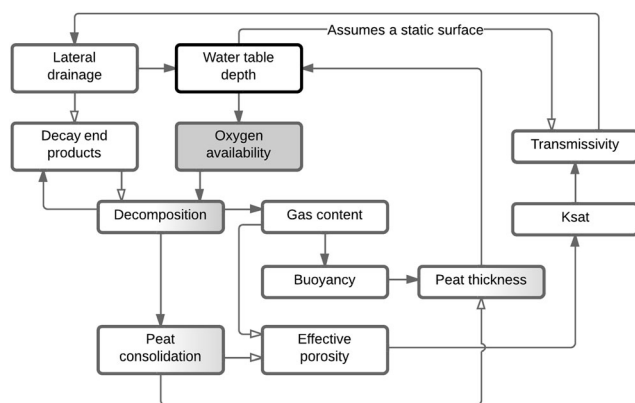 Assumes a static surface
Lateral
drainage
Water table
depth
Decay end
products
Oxygen
availability
Transmissivity
Decomposition
Gas content
Ksat
Buoyancy
Peat thickness
Peat
consolidation
Effective
porosity